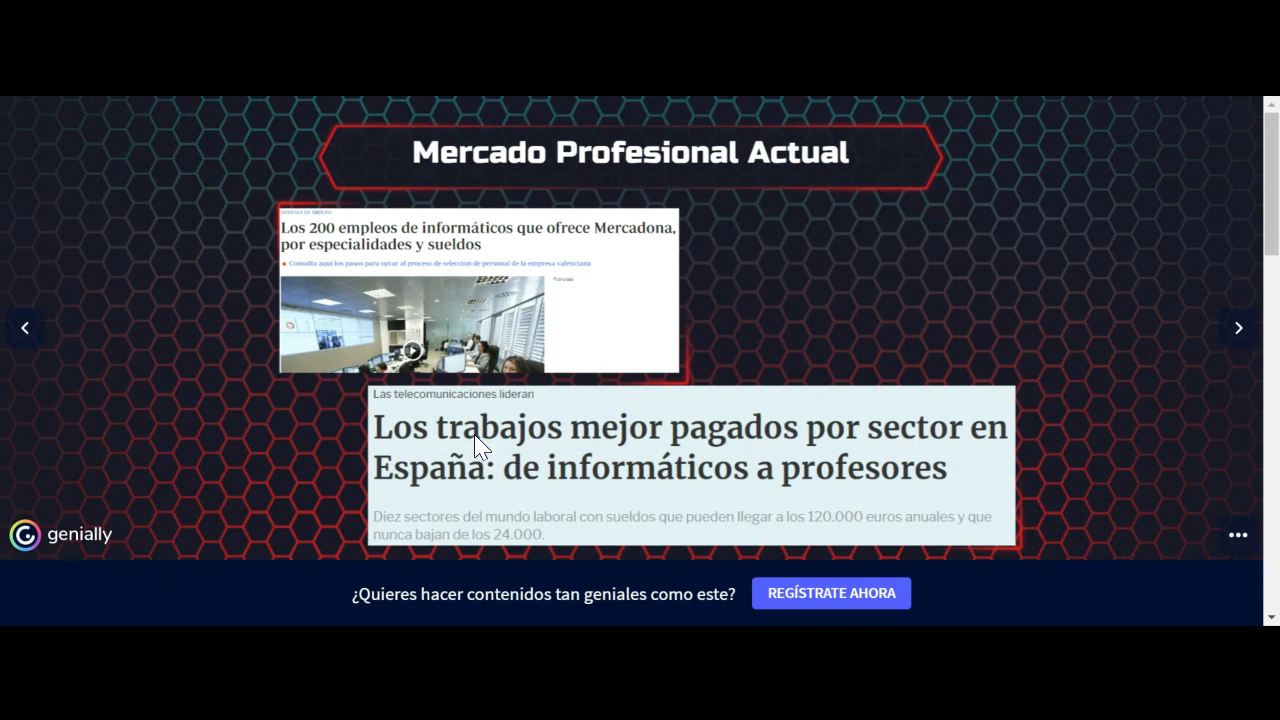 Mercado Profesional Actual
OFERTAS DE EMPLEO
Los 200 empleos de informáticos que ofrece Mercadona,
por especialidades y sueldos
Consulta aquí los pasos para optar al proceso de selección de personal de la empresa valenciana
Publicidad
Las telecomunicaciones lideran
Los trabajos mejor pagados por sector en
España: de informáticos a profesores
Diez sectores del mundo laboral con sueldos que pueden llegar a los 120.000 euros anuales y que
nunca bajan de los 24.000.
genially
¿Quieres hacer contenidos tan geniales como este?
REGÍSTRATE AHORA